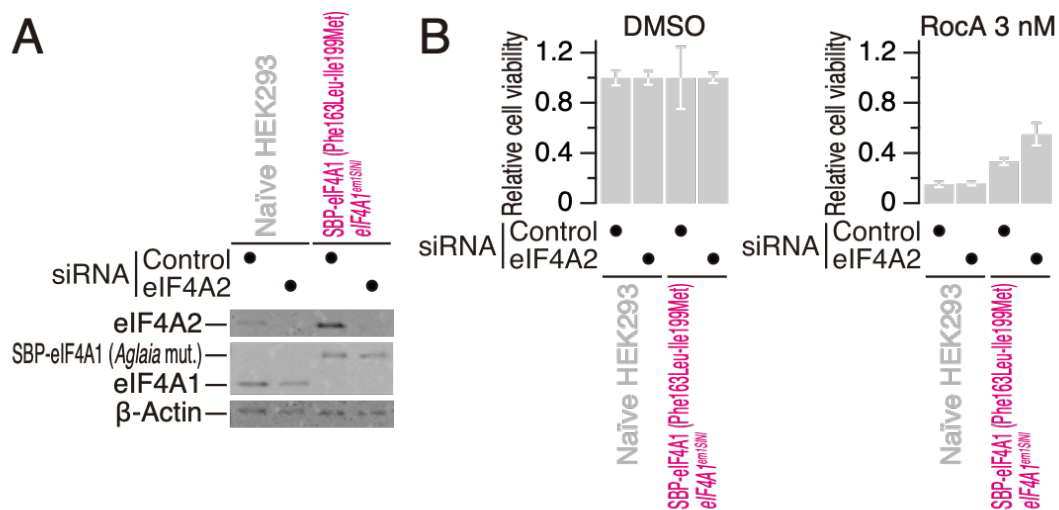 A
Naïve HEK293
SBP-eIF4A1 (Phe163Leu-Ile199Met)
eIF4A1em1SINI
siRNA
Control
eIF4A2
eIF4A2
SBP-eIF4A1 (Aglaia mut.)
eIF4A1
β-Actin
B
DMSO
Relative cell viability
1.2
0.8
0.4
0
siRNA
Control
eIF4A2
Naïve HEK293
SBP-eIF4A1 (Phe163Leu-Ile199Met)
eIF4A1em1SINI
RocA 3 nM
Relative cell viability
1.2
0.8
0.4
0
siRNA
Control
eIF4A2
Naïve HEK293
SBP-eIF4A1 (Phe163Leu-Ile199Met)
eIF4A1em1SINI